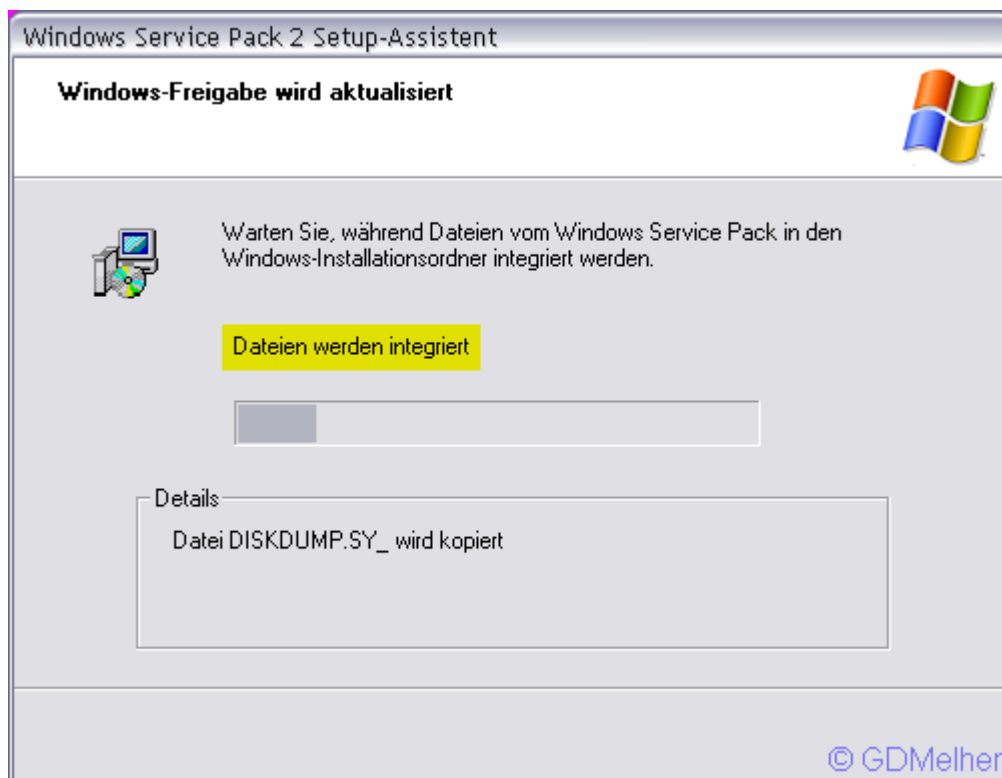 Windows Service Pack 2 Setup-Assistent
Windows-Freigabe wird aktualisiert
Warten Sie, während Dateien vom Windows Service Pack in den
Windows-Installationsordner integriert werden.
Dateien werden integriert
Details
Datei DISKDUMP.SY_ wird kopiert
© GDMelher